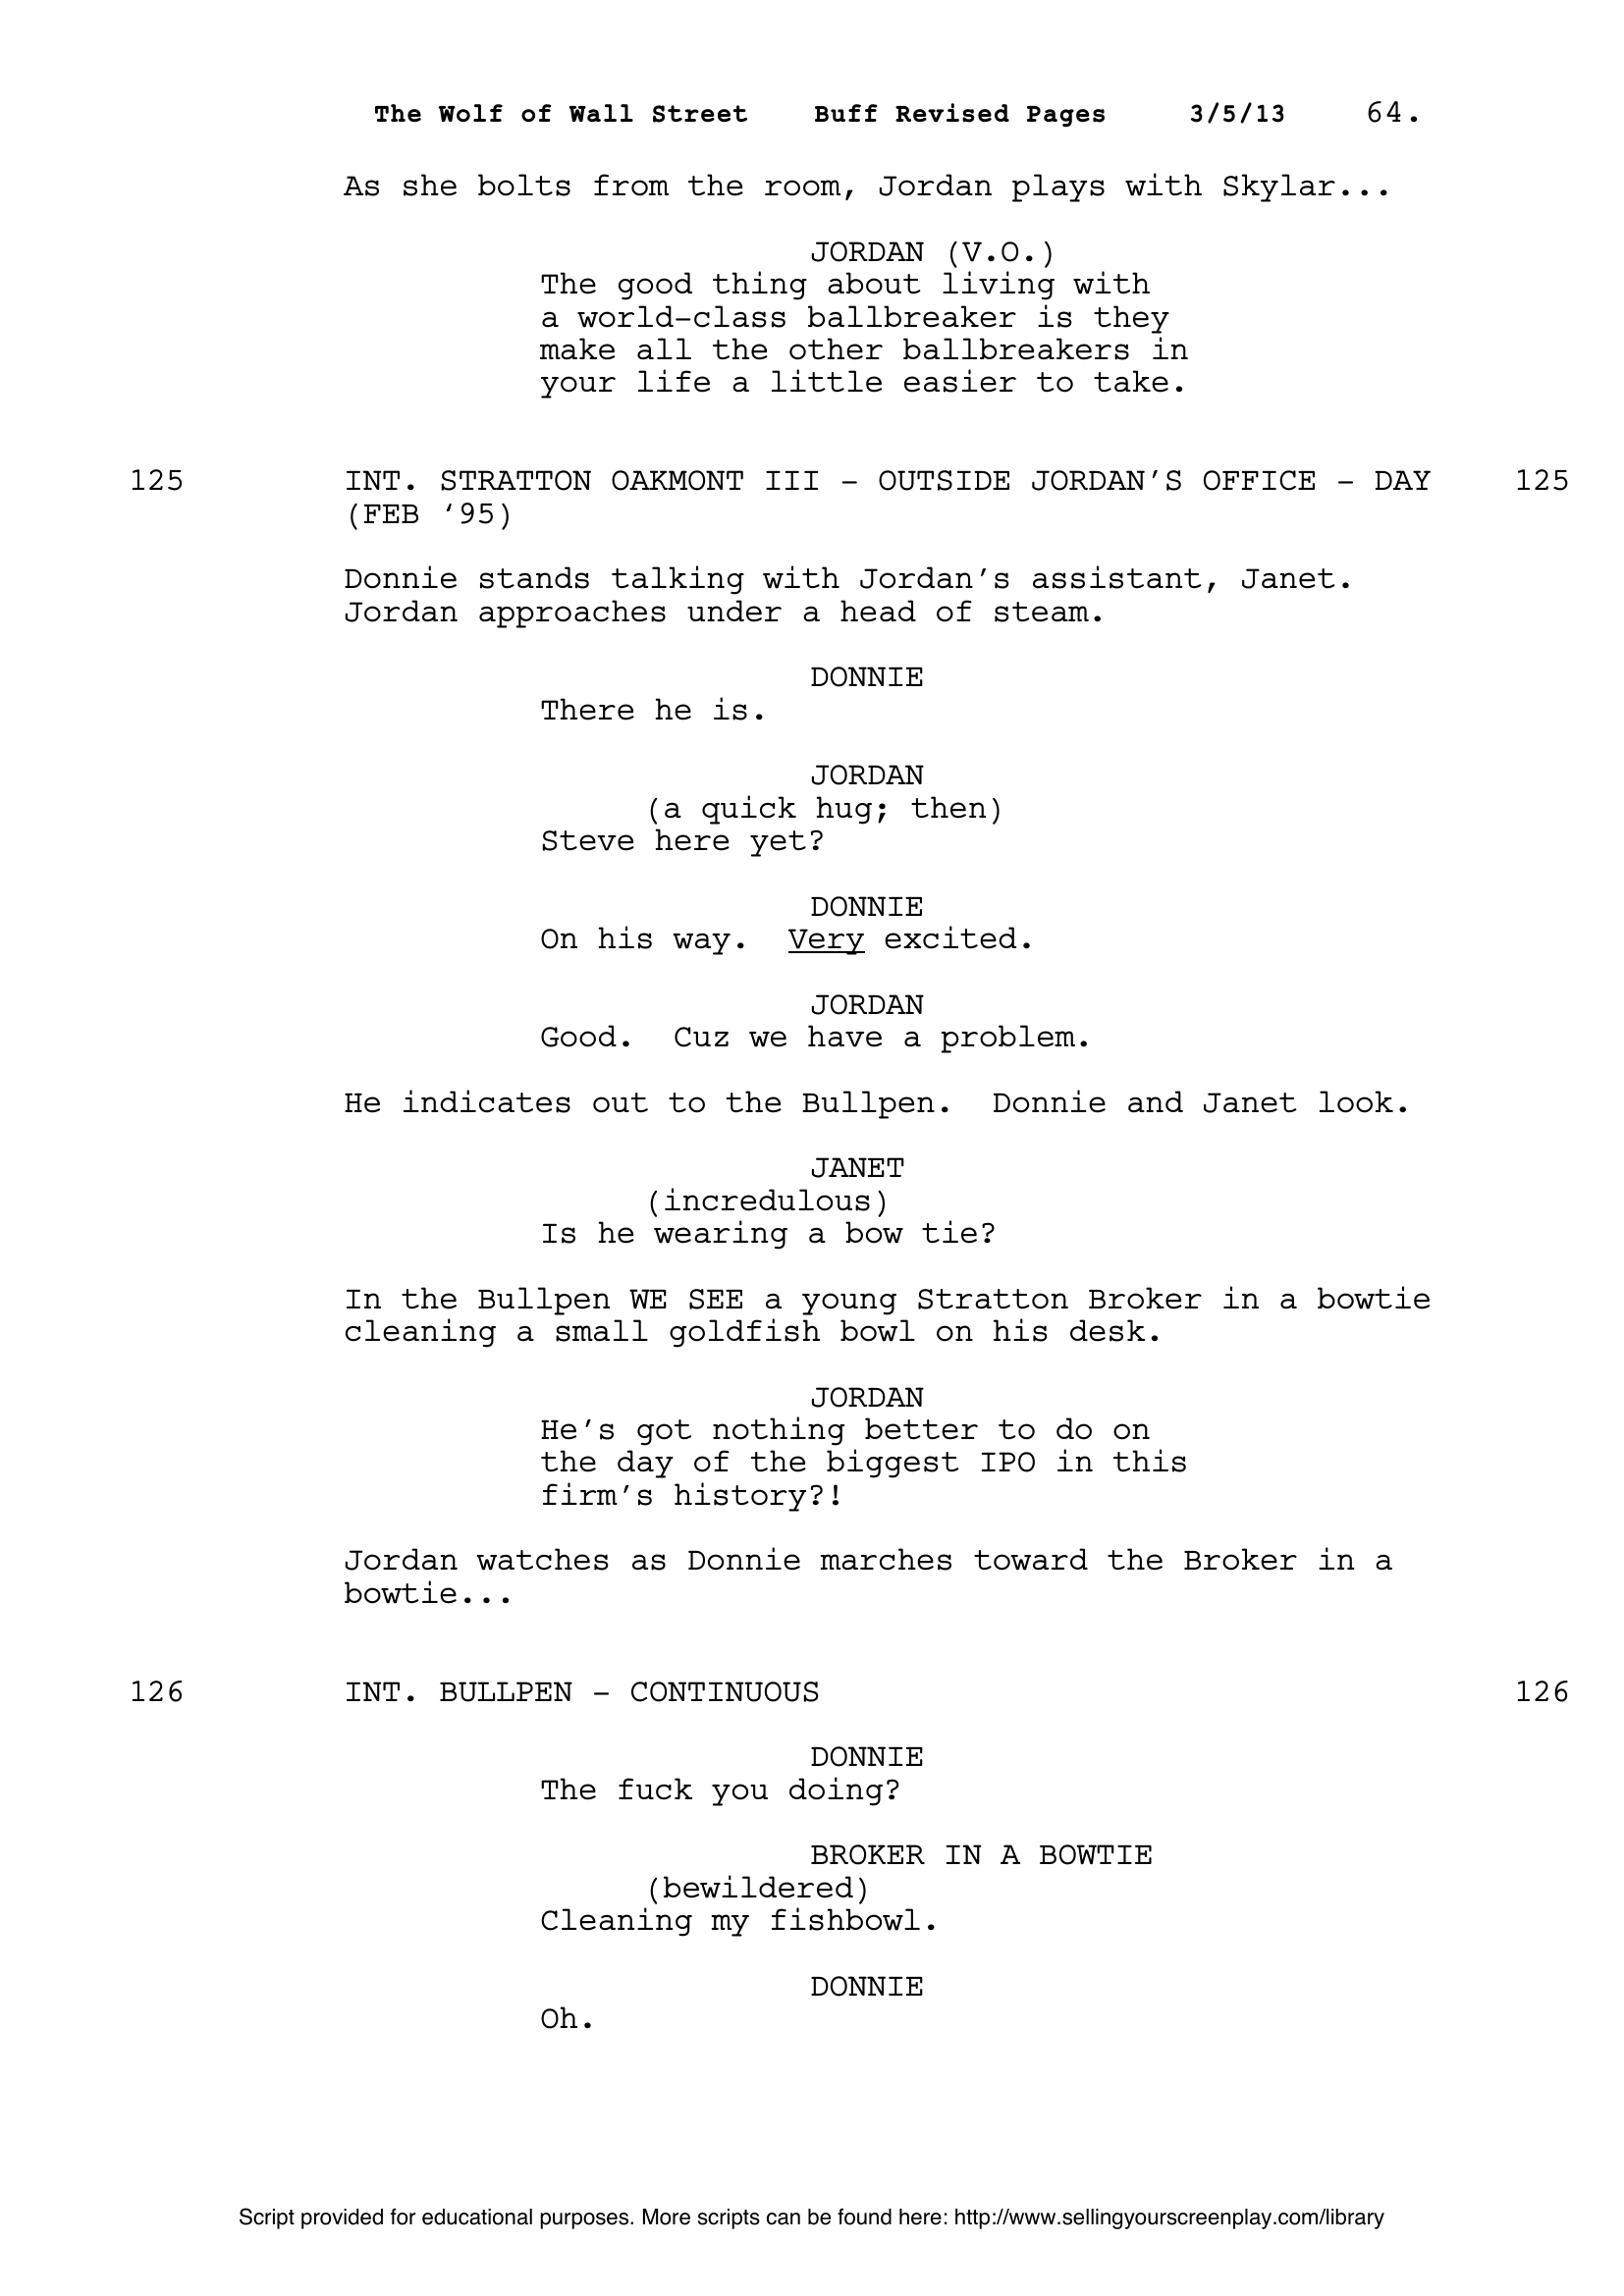 The Wolf of Wall Street    Buff Revised Pages    3/5/13    64.
As she bolts from the room, Jordan plays with Skylar...
JORDAN (V.O.)
The good thing about living with
a world-class ballbreaker is they
make all the other ballbreakers in
your life a little easier to take.
125 INT. STRATTON OAKMONT III - OUTSIDE JORDAN’S OFFICE - DAY 125
(FEB ‘95)
Donnie stands talking with Jordan’s assistant, Janet.
Jordan approaches under a head of steam.
DONNIE
There he is.
JORDAN
(a quick hug; then)
Steve here yet?
DONNIE
On his way.  Very excited.
JORDAN
Good.  Cuz we have a problem.
He indicates out to the Bullpen.  Donnie and Janet look.
JANET
(incredulous)
Is he wearing a bow tie?
In the Bullpen WE SEE a young Stratton Broker in a bowtie
cleaning a small goldfish bowl on his desk.
JORDAN
He’s got nothing better to do on
the day of the biggest IPO in this
firm’s history?!
Jordan watches as Donnie marches toward the Broker in a
bowtie...
126 INT. BULLPEN - CONTINUOUS 126
DONNIE
The fuck you doing?
BROKER IN A BOWTIE
(bewildered)
Cleaning my fishbowl.
DONNIE
Oh.
Script provided for educational purposes. More scripts can be found here: http://www.sellingyourscreenplay.com/library